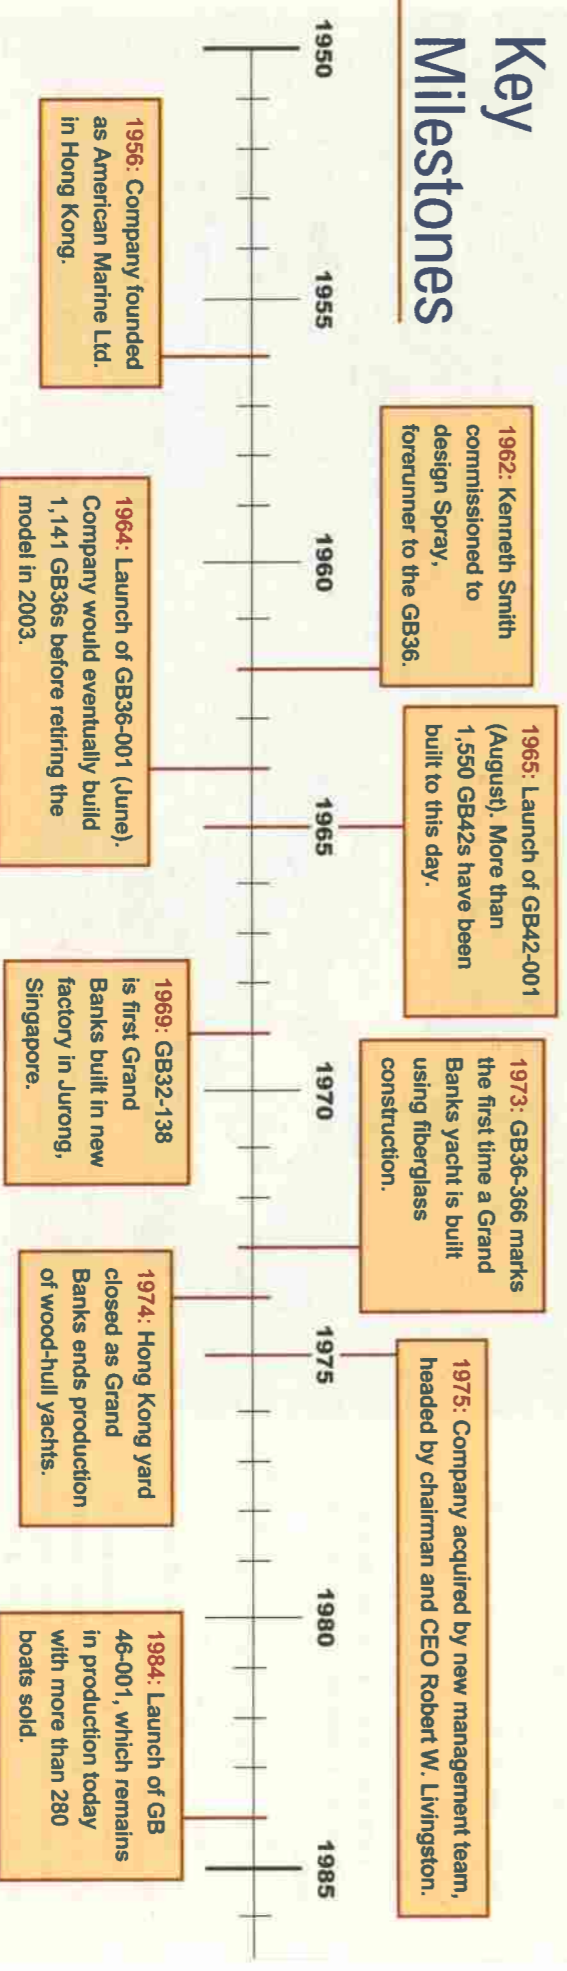 Key
Milestones
1950
1955
1960
1965
1970
1975
1980
1985
1956: Company founded
as American Marine Ltd.
in Hong Kong.
1962: Kenneth Smith
commissioned to
design Spray,
forerunner to the GB36.
1964: Launch of GB36-001 (June).
Company would eventually build
1,141 GB36s before retiring the
model in 2003.
1965: Launch of GB42-001
(August). More than
1,550 GB42s have been
built to this day.
1969: GB32-138
is first Grand
Banks built in new
factory in Jurong,
Singapore.
1973: GB36-366 marks
the first time a Grand
Banks yacht is built
using fiberglass
construction.
1974: Hong Kong yard
closed as Grand
Banks ends production
of wood-hull yachts.
1975: Company acquired by new management team,
headed by chairman and CEO Robert W. Livingston.
1984: Launch of GB
46-001, which remains
in production today
with more than 280
boats sold.